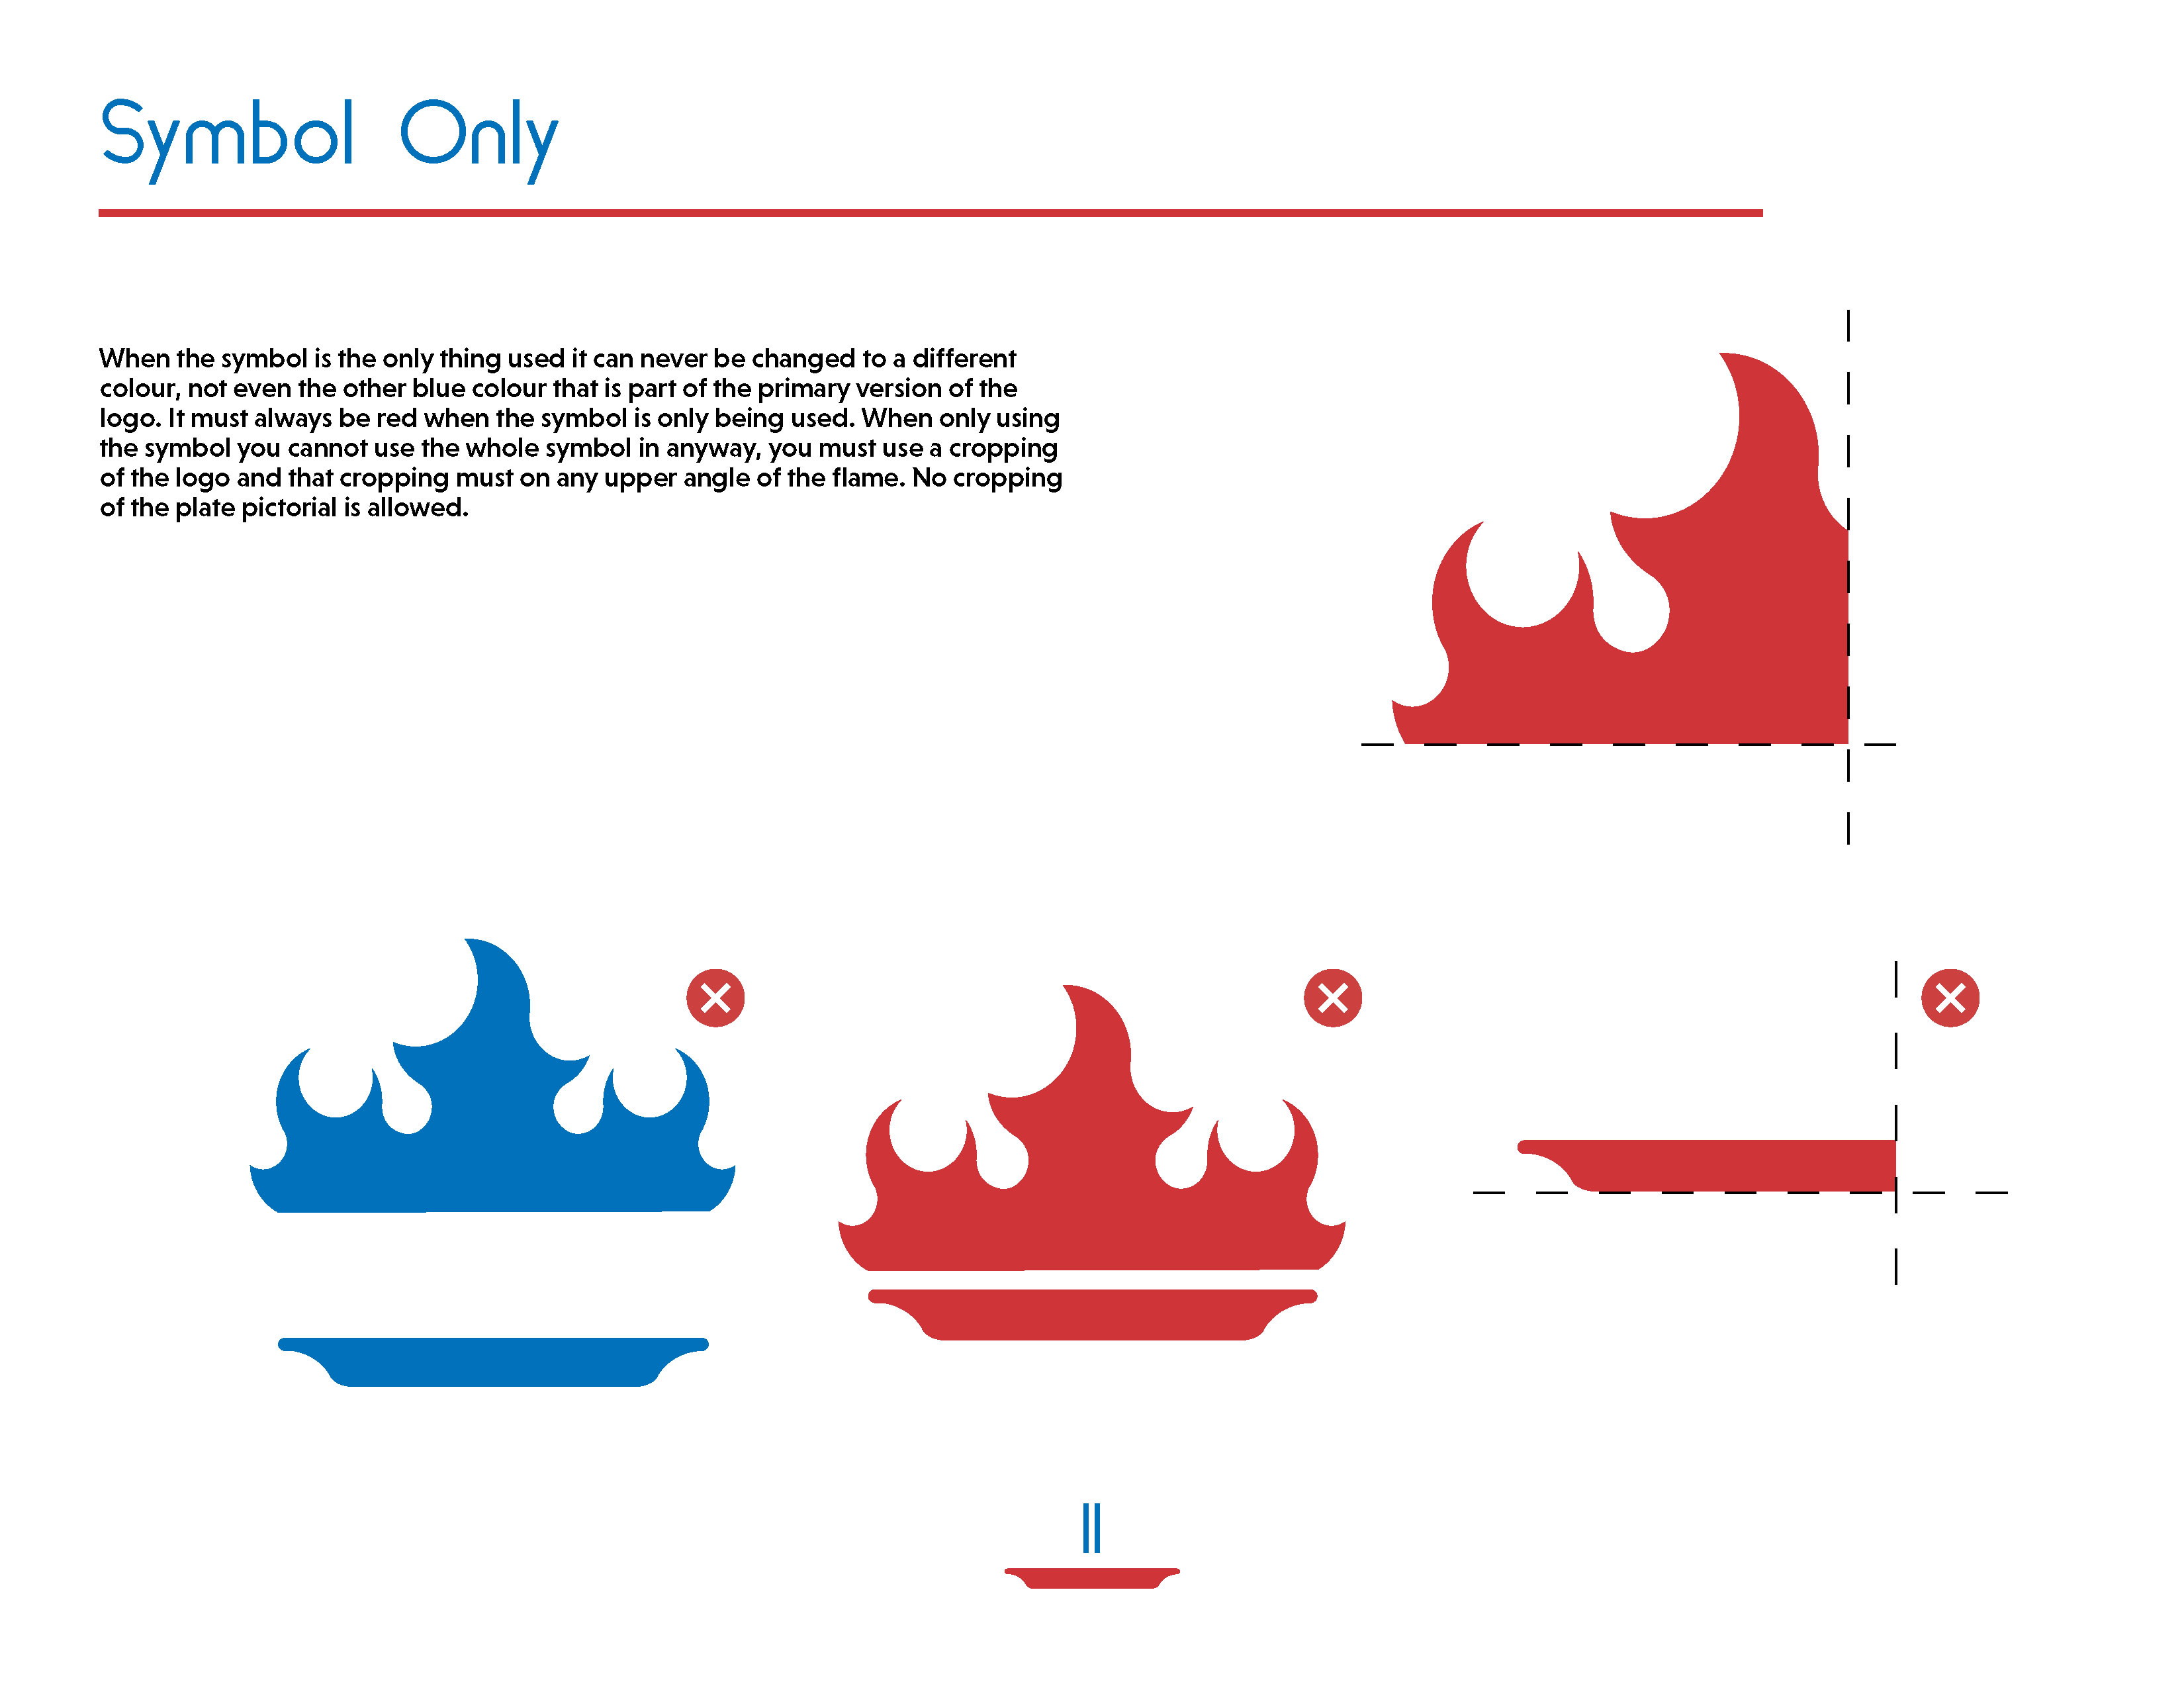 Symbol Only
When the symbol is the only thing used it can never be changed to a different
colour, not even the other blue colour that is part of the primary version of the
logo. It must always be red when the symbol is only being used. When only using
the symbol you cannot use the whole symbol in anyway, you must use a cropping
of the logo and that cropping must on any upper angle of the flame. No cropping
of the plate pictorial is allowed.
11